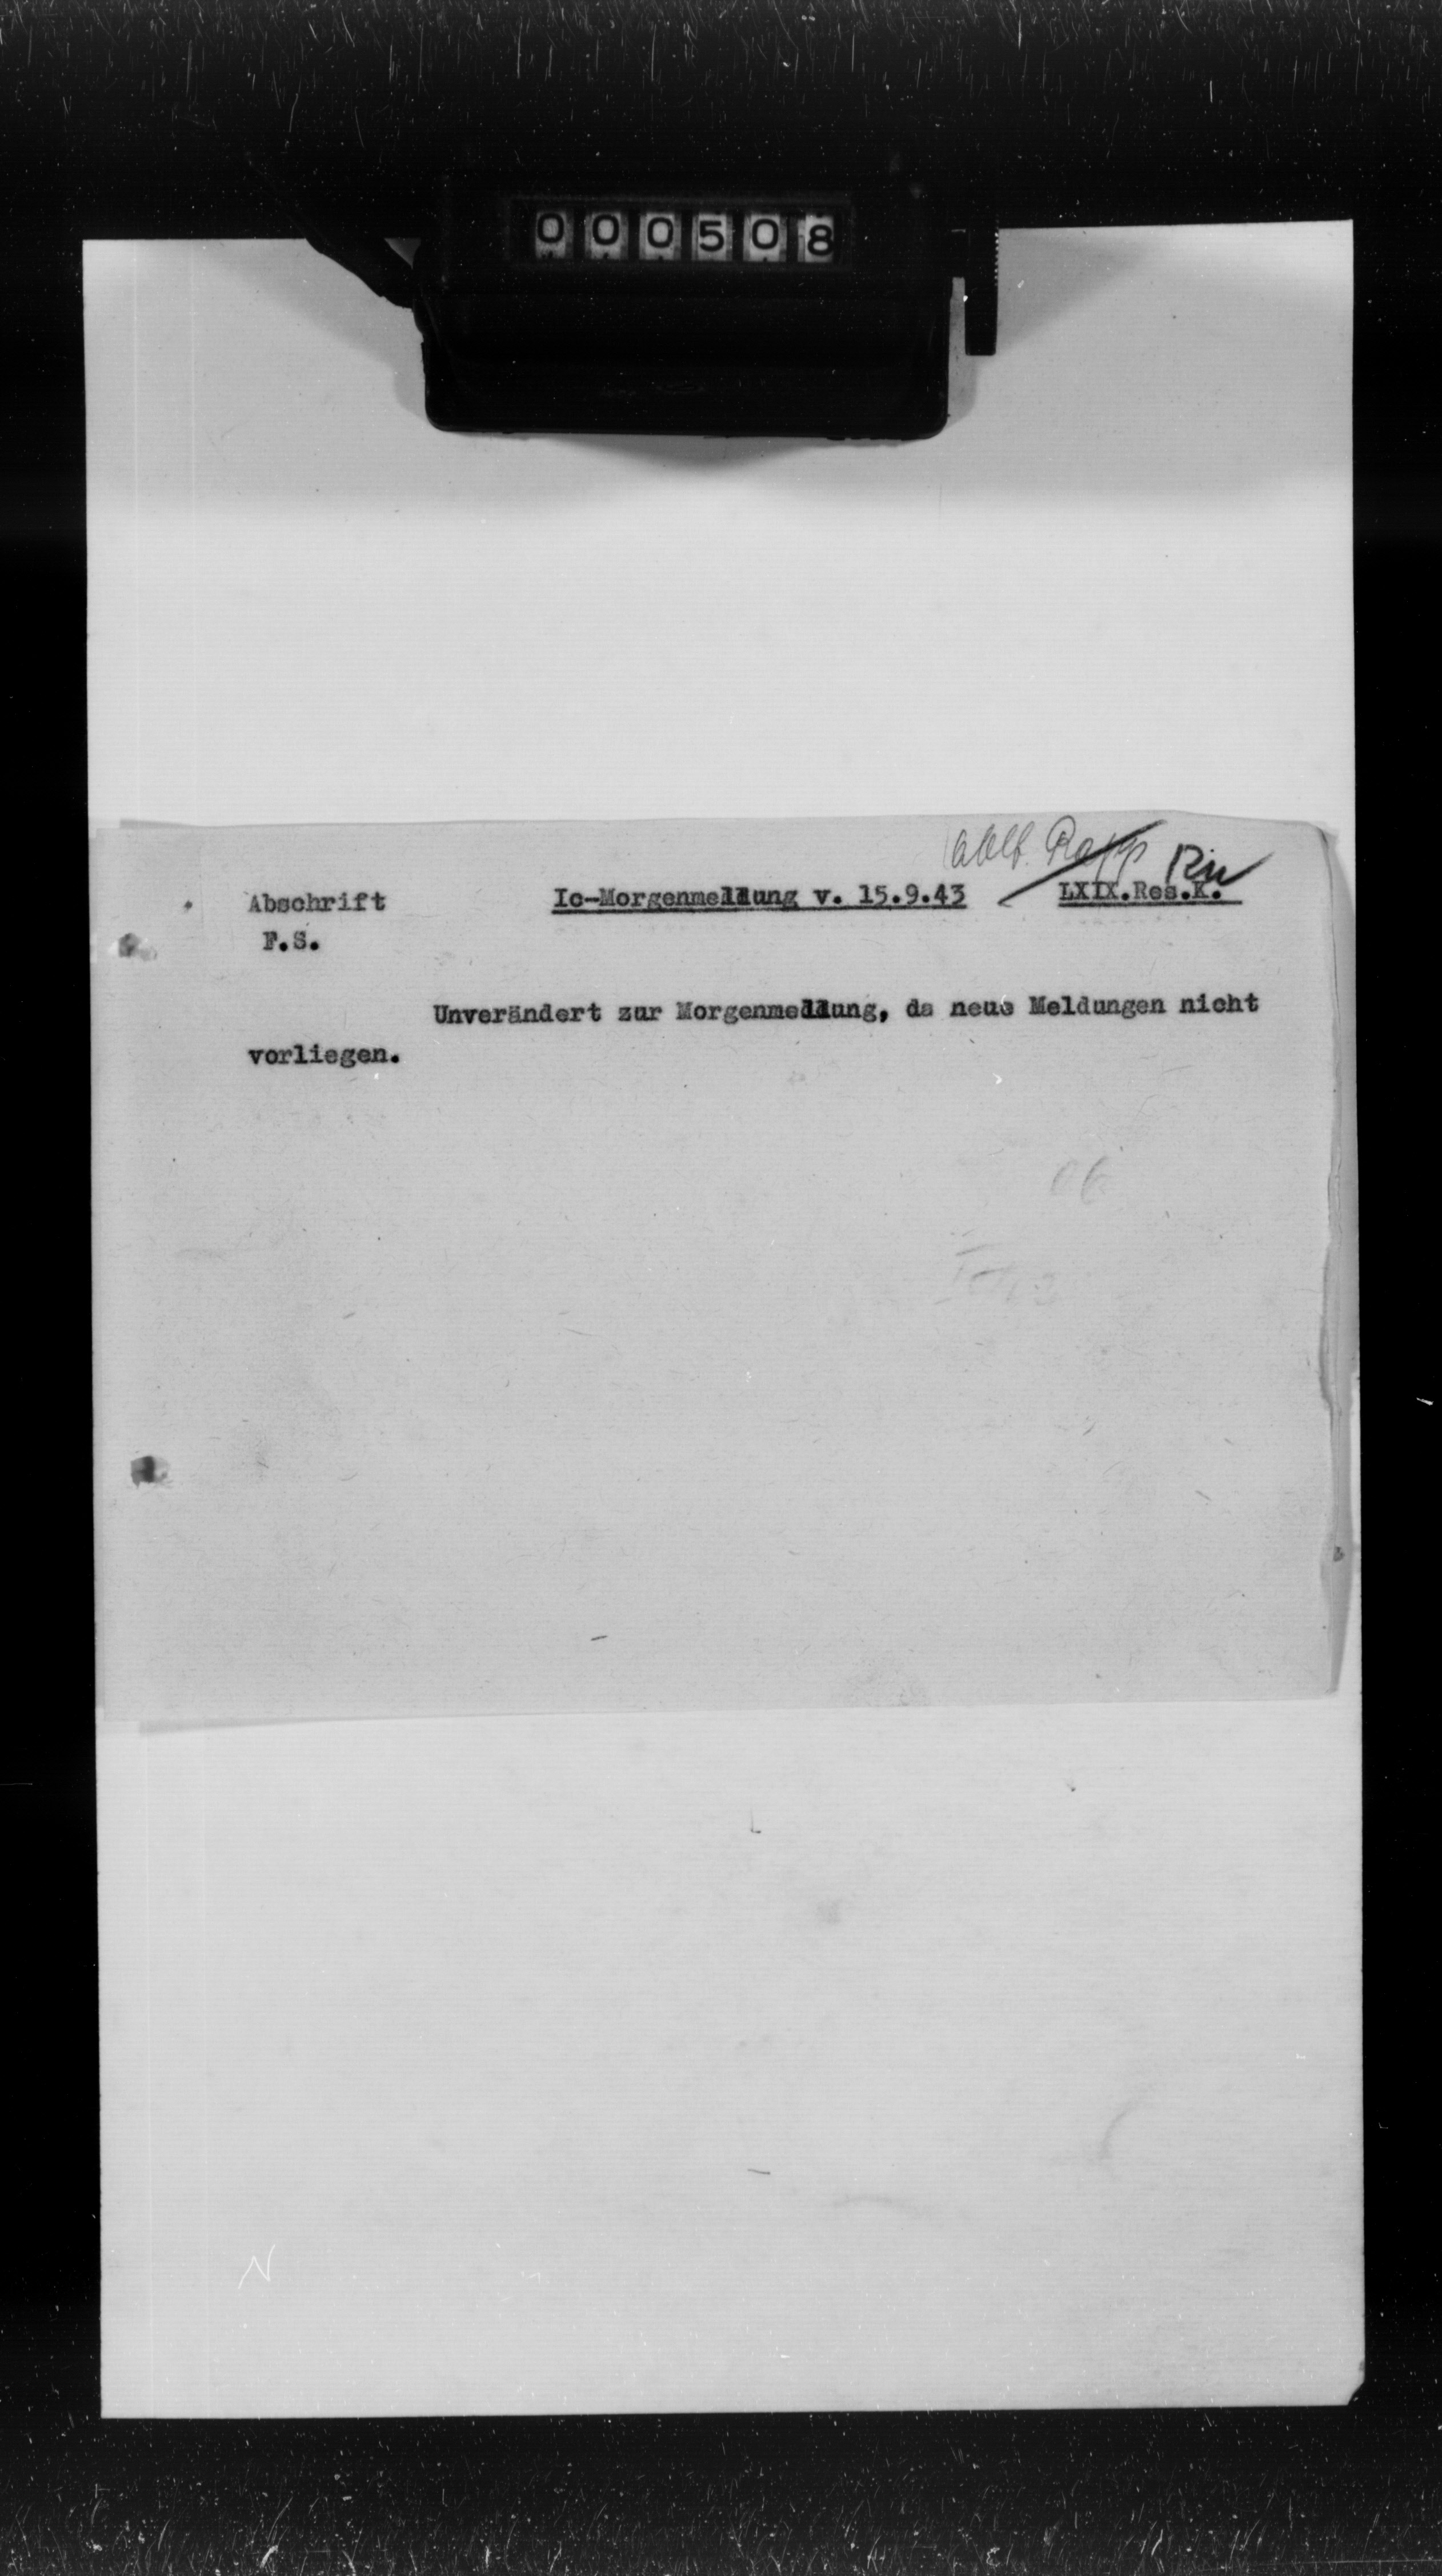 000508
Abschrift Ic-Morgenmeldung v. 15.9.43 LXIX.Res.K.
F.S.
Unverändert zur Morgenmeldung, da neue Meldungen nicht
vorliegen.